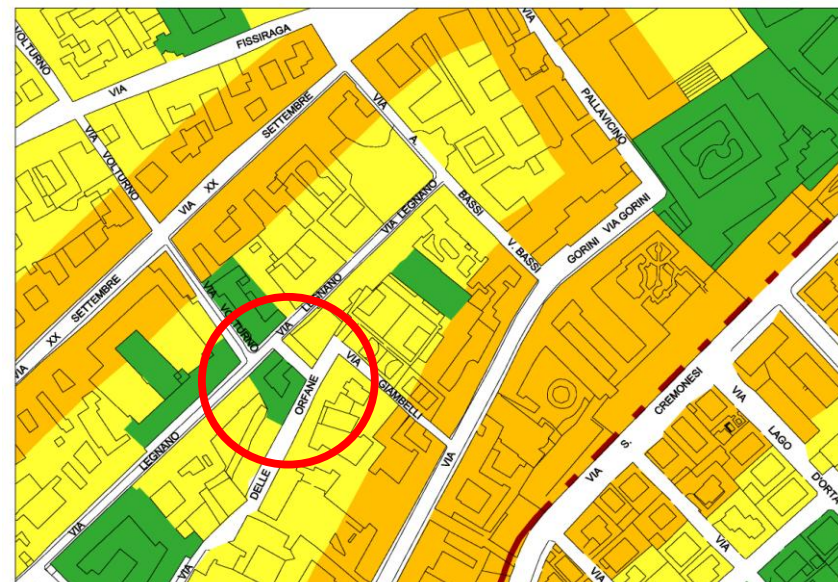 VOLTURNO
VIA FISSIRAGA
VIA VOLTURNO
VIA XX SETTEMBRE
VIA A. BASSI
PALLAVICINO
VIA LEGNANO
V. BASSI
GORINI VIA GORINI
VIA VOLTURNO
VIA LEGNANO
VIA XX SETTEMBRE
VIA GIAMBELLI
VIA DELLE ORFANE
VIA LEGNANO
VIA
VIA S. CREMONESI
VIA LAGO D'ORTA
VIA